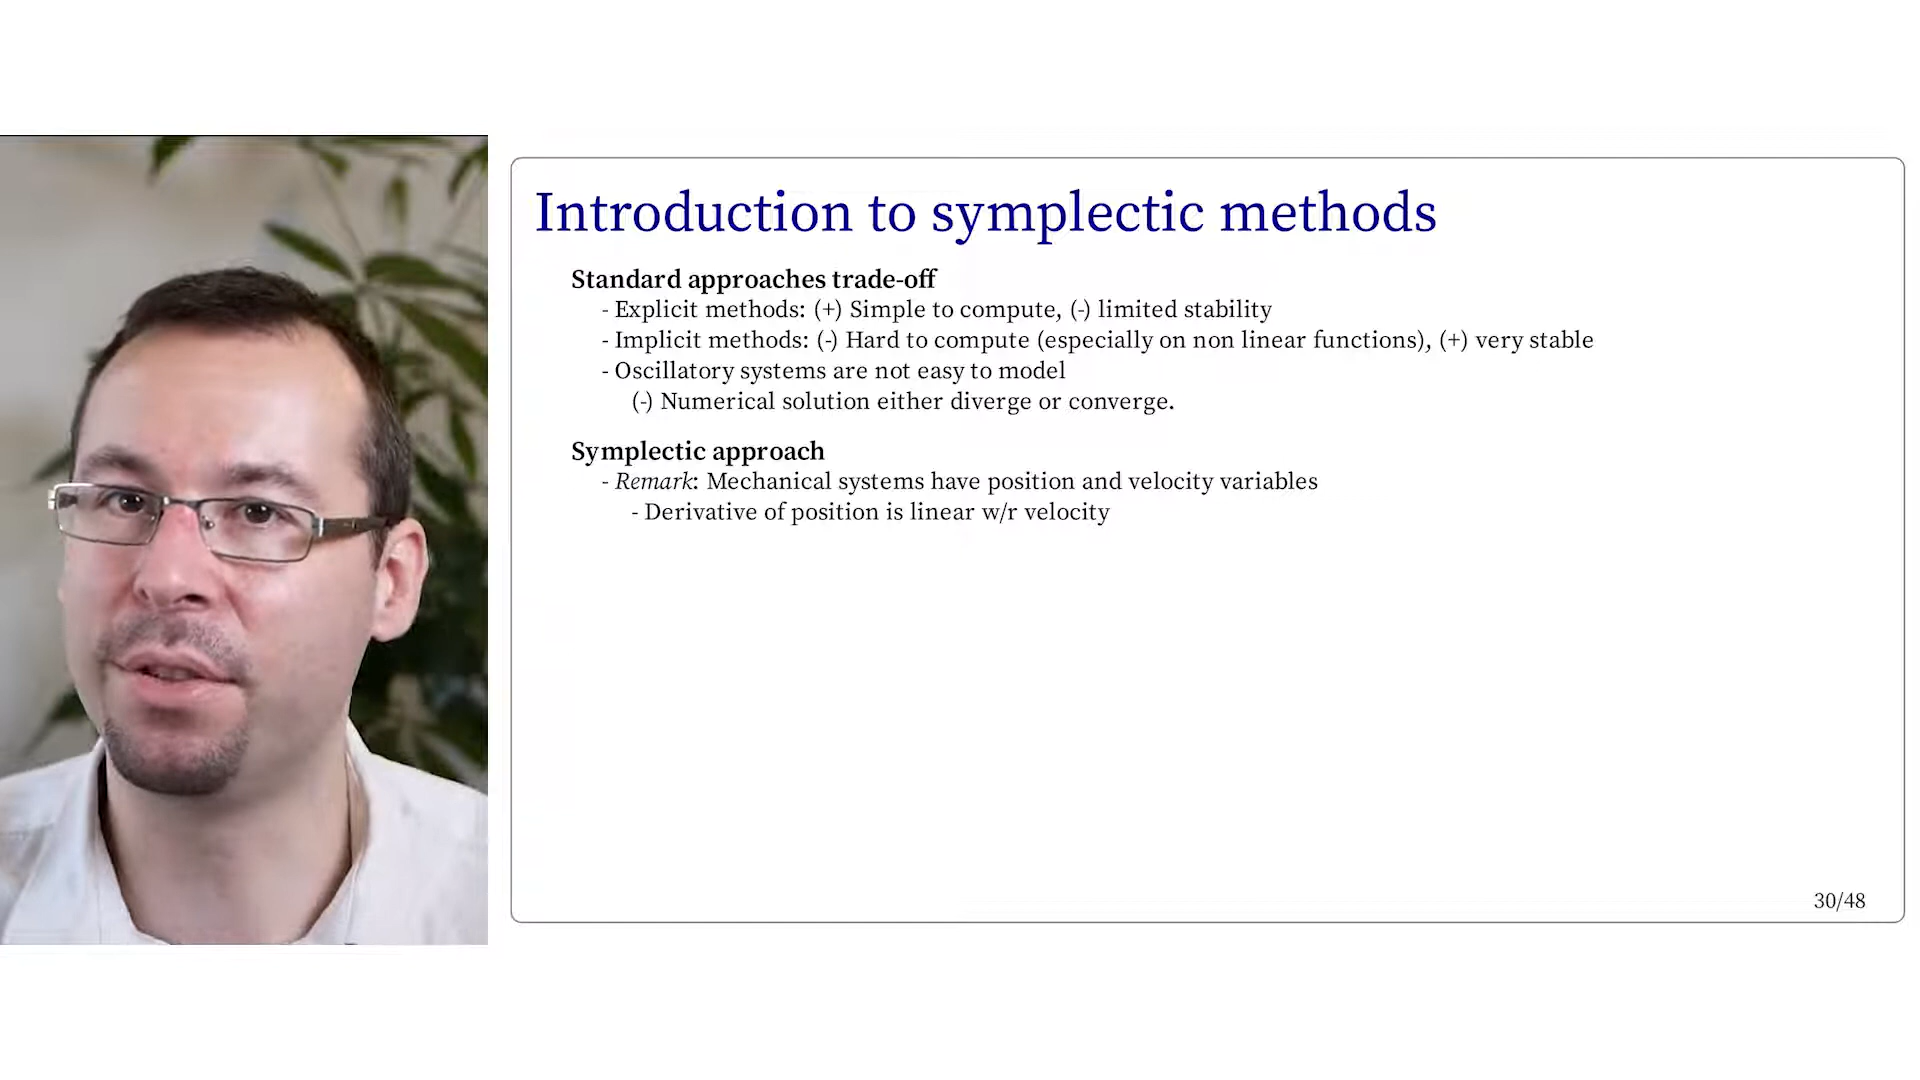 Introduction to symplectic methods
Standard approaches trade-off
- Explicit methods: (+) Simple to compute, (-) limited stability
- Implicit methods: (-) Hard to compute (especially on non linear functions), (+) very stable
- Oscillatory systems are not easy to model
(-) Numerical solution either diverge or converge.
Symplectic approach
- Remark: Mechanical systems have position and velocity variables
- Derivative of position is linear w/r velocity
30/48